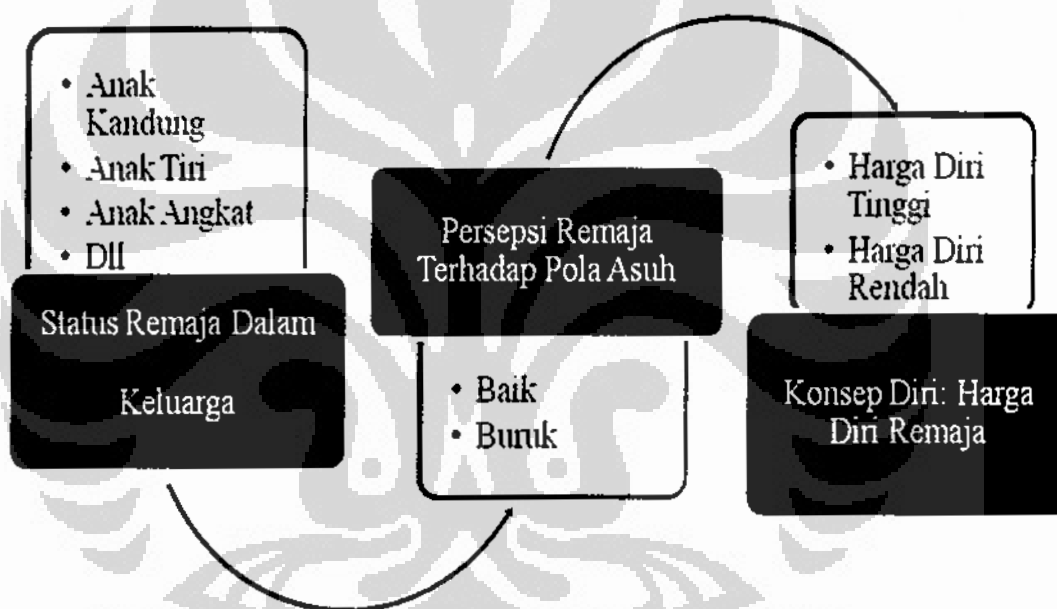 • Anak
Kandung
• Anak Tiri
• Anak Angkat
• Dll
Status Remaja Dalam
Keluarga
Persepsi Remaja
Terhadap Pola Asuh
• Baik
• Buruk
• Harga Diri
Tinggi
• Harga Diri
Rendah
Konsep Diri: Harga
Diri Remaja